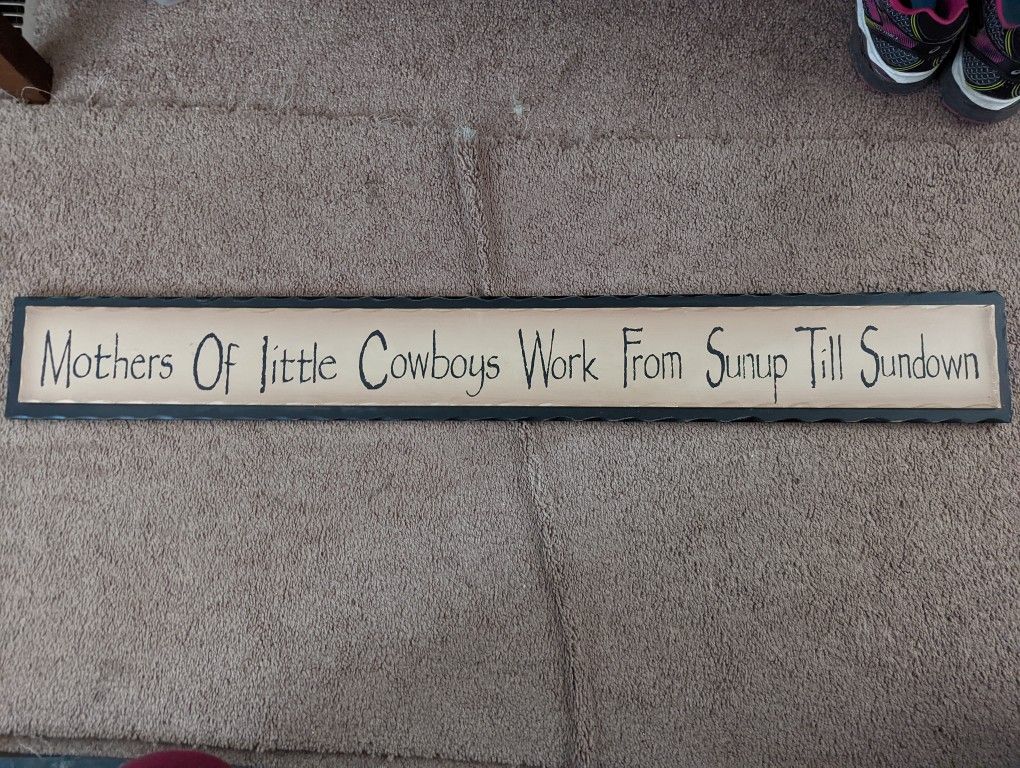 Mothers Of little Cowboys Work From Sunup Till Sundown